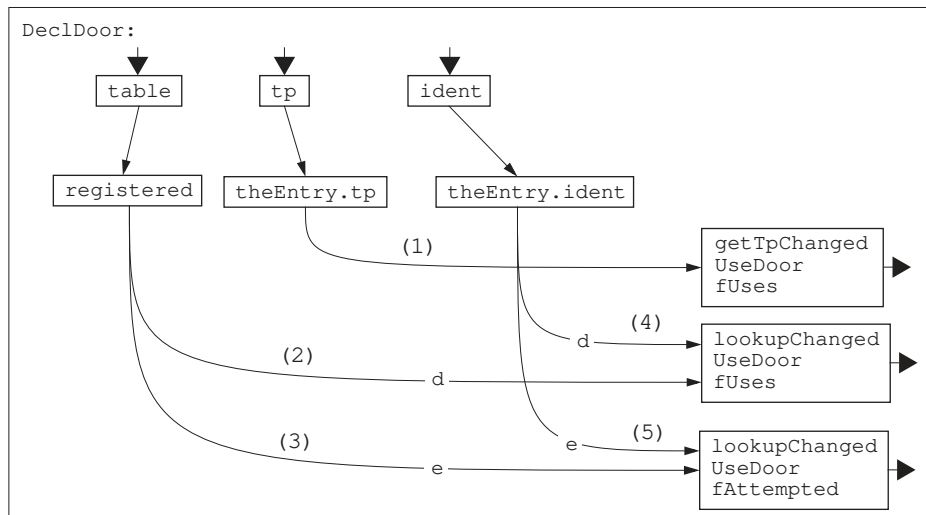 DeclDoor:
table
tp
ident
registered
theEntry.tp
theEntry.ident
(1)
getTpChanged
UseDoor
fUses
(4)
d
(2)
d
lookupChanged
UseDoor
fUses
(5)
e
(3)
e
lookupChanged
UseDoor
fAttempted